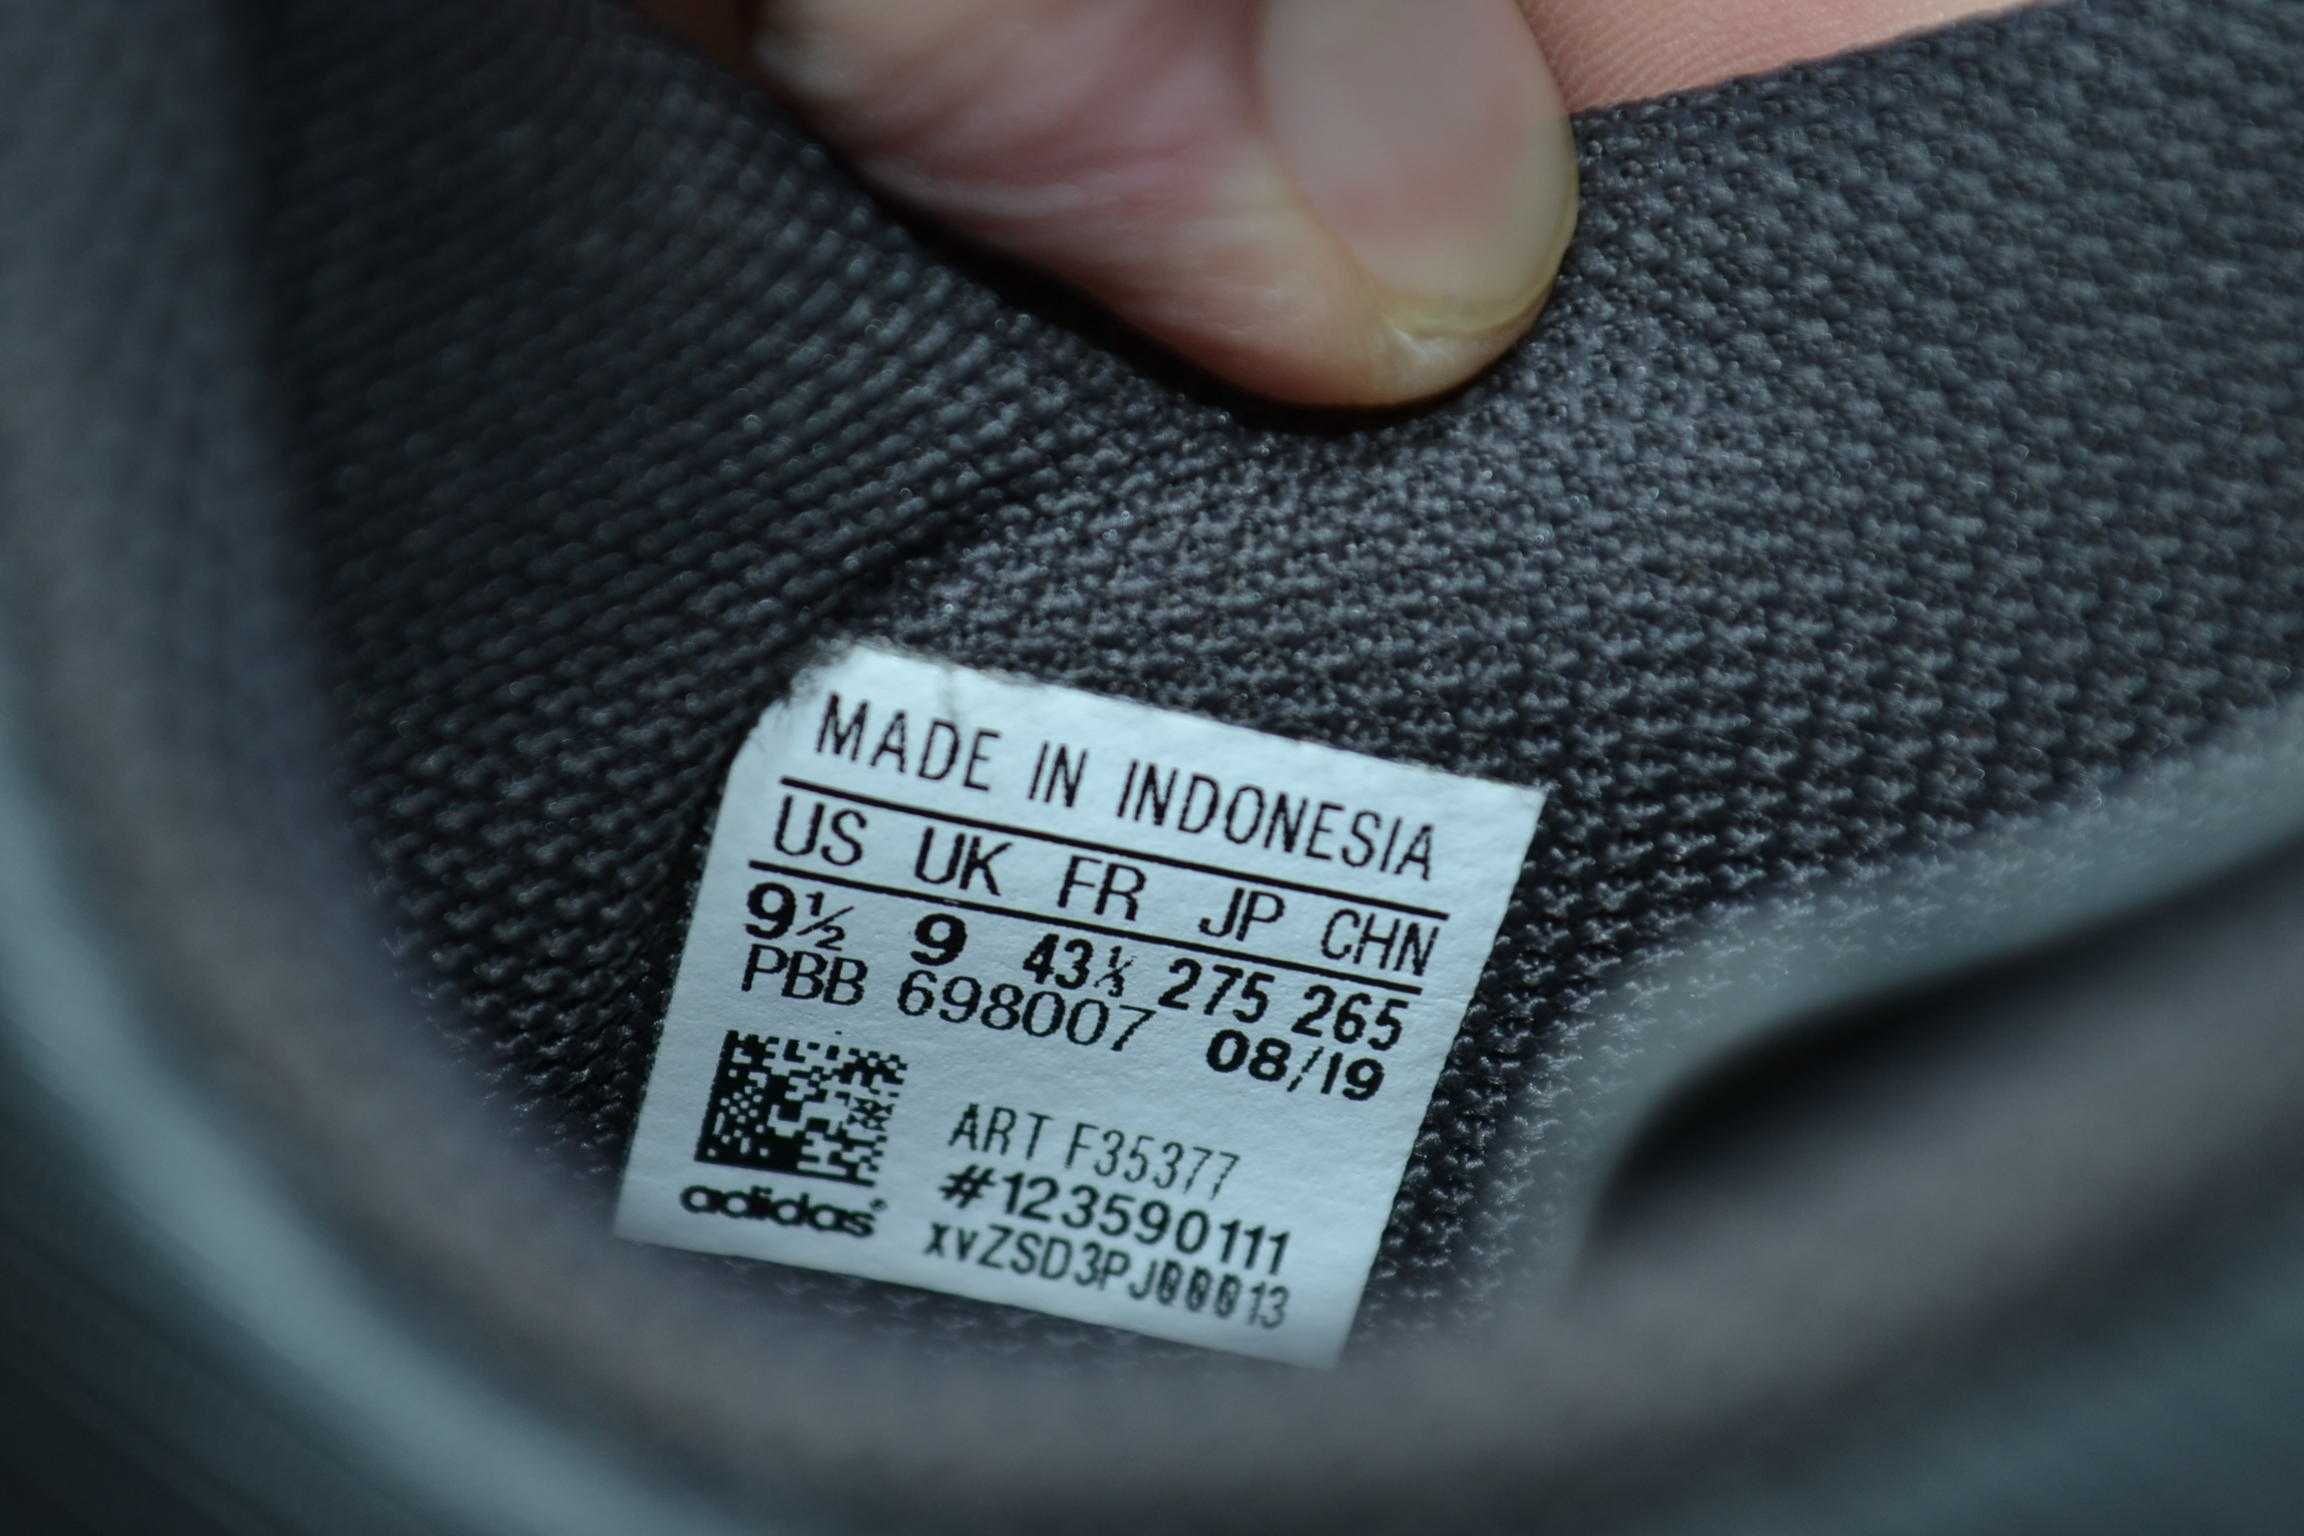 MADE IN INDONESIA
US UK FR JP CHN
9½ 9 43⅓ 275 265
PBB 698007 08/19
ART F35377
#123590111
adidas® xvZSD3PJ00013